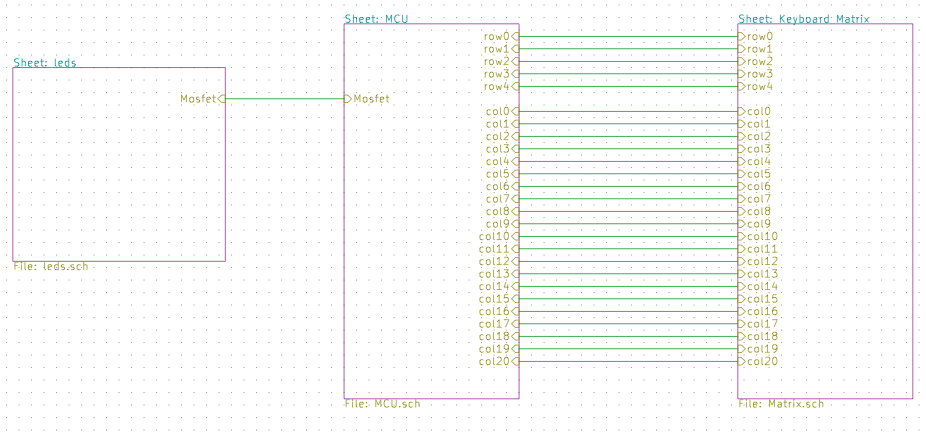 Sheet: leds
Mosfet
File: leds.sch
Sheet: MCU
Mosfet
row0
row1
row2
row3
row4
col0
col1
col2
col3
col4
col5
col6
col7
col8
col9
col10
col11
col12
col13
col14
col15
col16
col17
col18
col19
col20
File: MCU.sch
Sheet: Keyboard Matrix
row0
row1
row2
row3
row4
col0
col1
col2
col3
col4
col5
col6
col7
col8
col9
col10
col11
col12
col13
col14
col15
col16
col17
col18
col19
col20
File: Matrix.sch